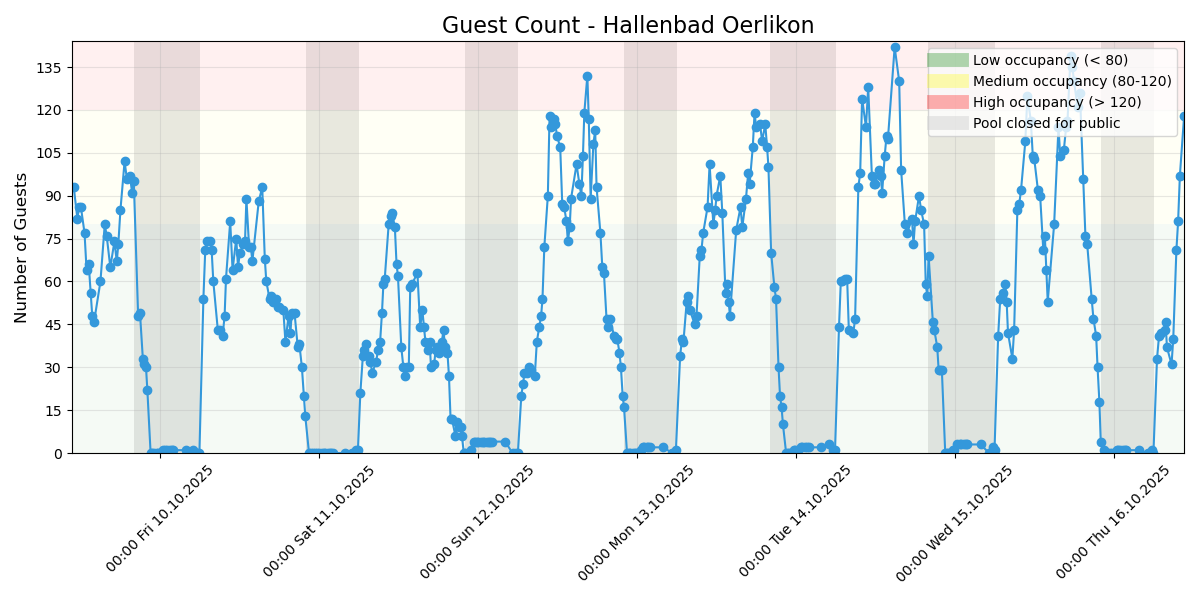 Guest Count - Hallenbad Oerlikon
Number of Guests
135
120
105
90
75
60
45
30
15
0
Low occupancy (< 80)
Medium occupancy (80-120)
High occupancy (> 120)
Pool closed for public
00:00 Fri 10.10.2025
00:00 Sat 11.10.2025
00:00 Sun 12.10.2025
00:00 Mon 13.10.2025
00:00 Tue 14.10.2025
00:00 Wed 15.10.2025
00:00 Thu 16.10.2025